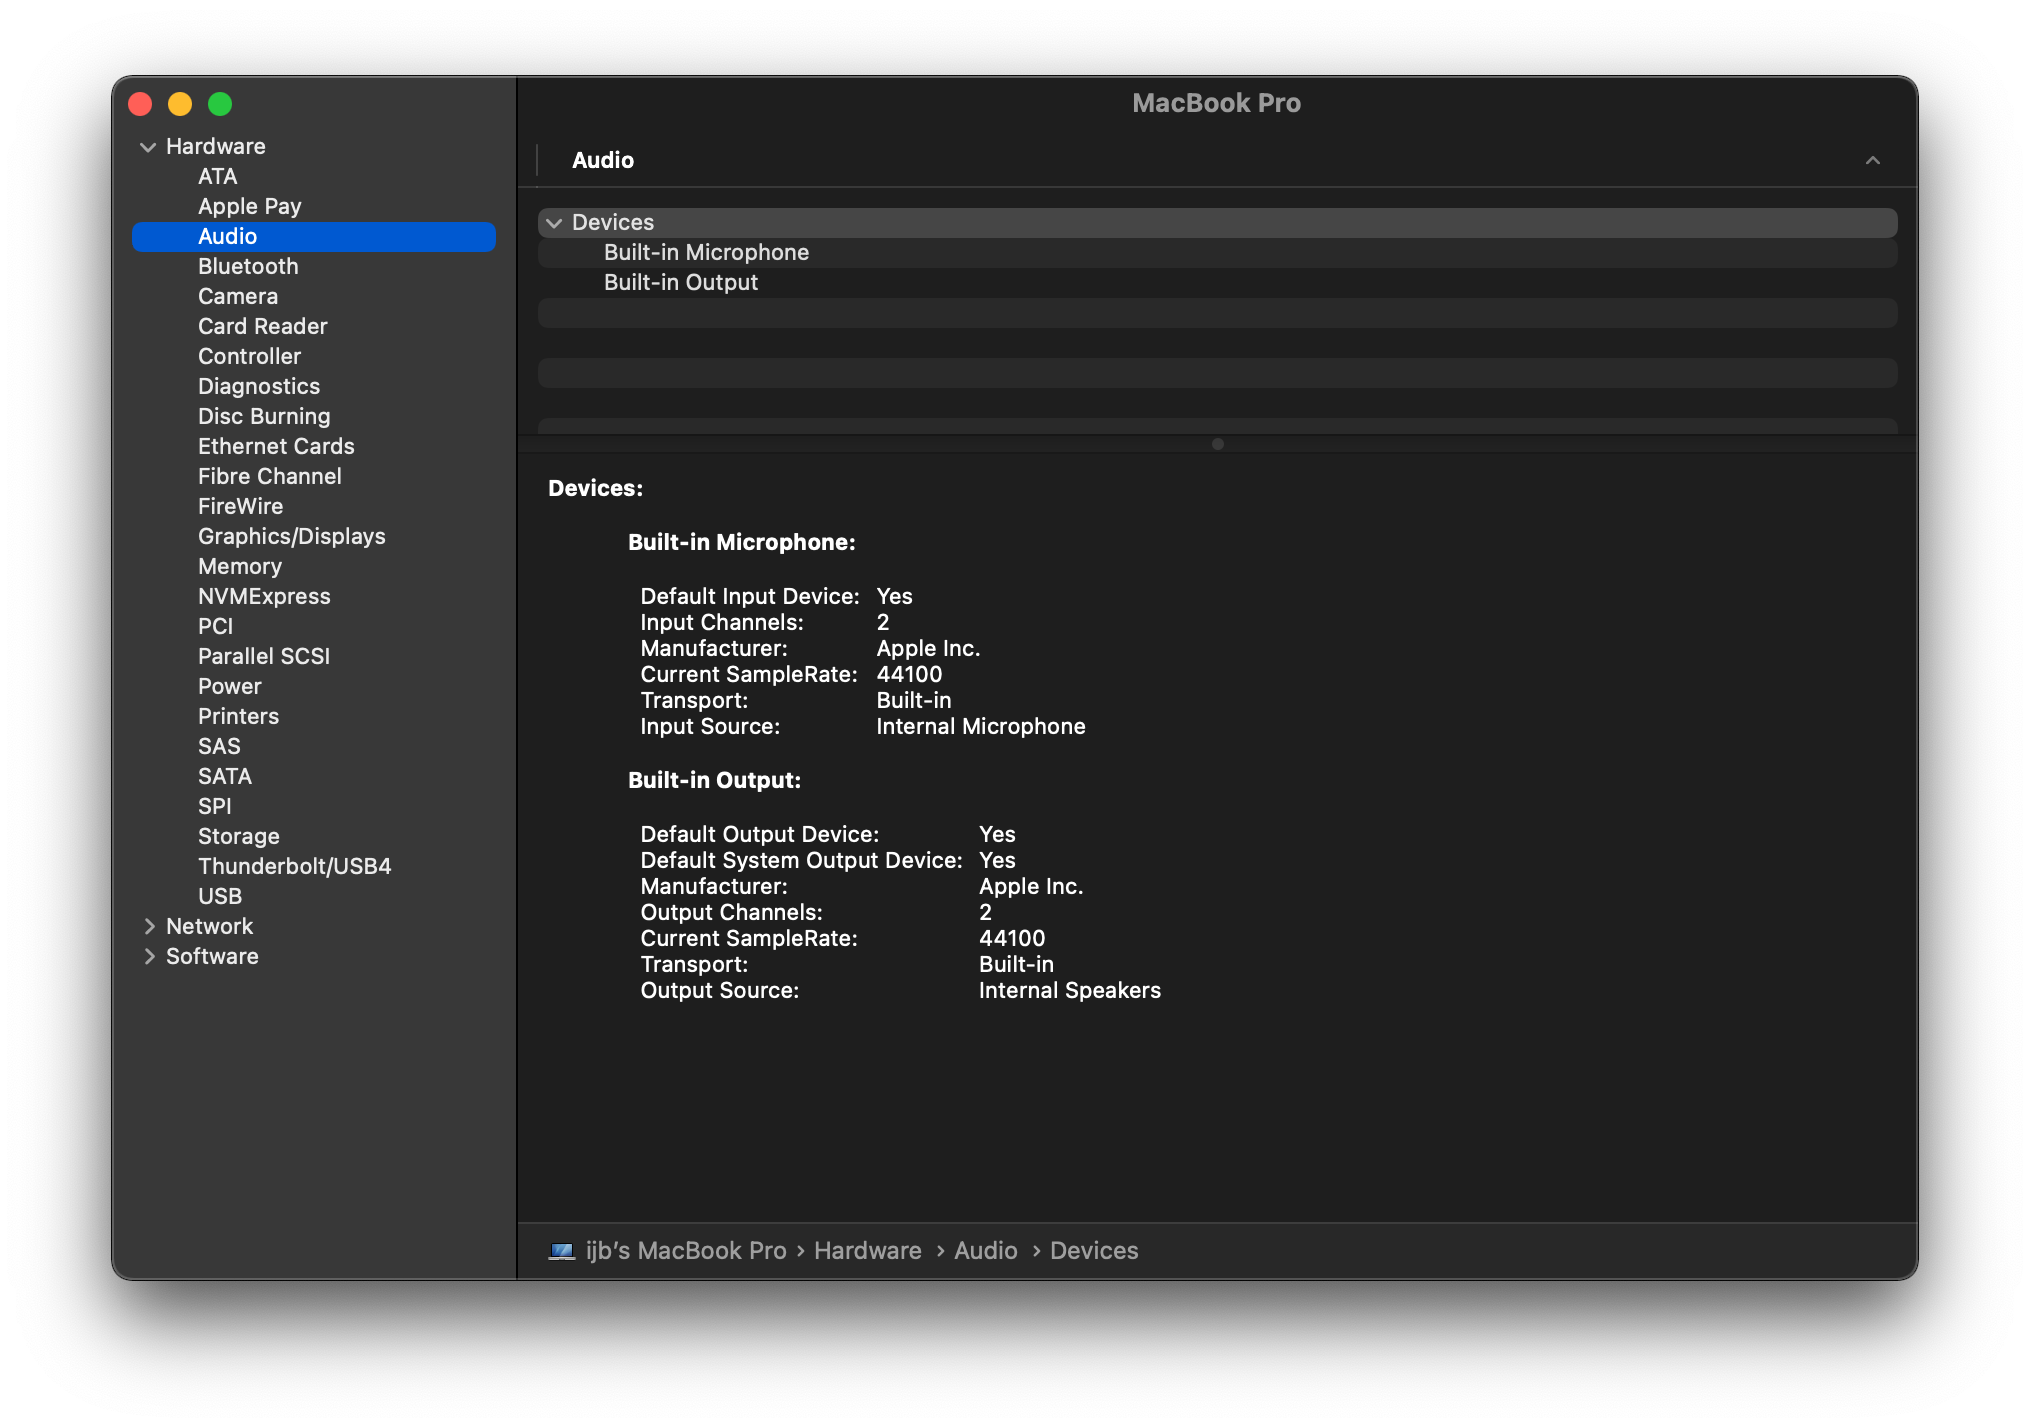 MacBook Pro
Hardware
ATA
Apple Pay
Audio
Bluetooth
Camera
Card Reader
Controller
Diagnostics
Disc Burning
Ethernet Cards
Fibre Channel
FireWire
Graphics/Displays
Memory
NVMExpress
PCI
Parallel SCSI
Power
Printers
SAS
SATA
SPI
Storage
Thunderbolt/USB4
USB
Network
Software
Audio
Devices
Built-in Microphone
Built-in Output
Devices:
Built-in Microphone:
Default Input Device: Yes
Input Channels: 2
Manufacturer: Apple Inc.
Current SampleRate: 44100
Transport: Built-in
Input Source: Internal Microphone
Built-in Output:
Default Output Device: Yes
Default System Output Device: Yes
Manufacturer: Apple Inc.
Output Channels: 2
Current SampleRate: 44100
Transport: Built-in
Output Source: Internal Speakers
ijb’s MacBook Pro › Hardware › Audio › Devices